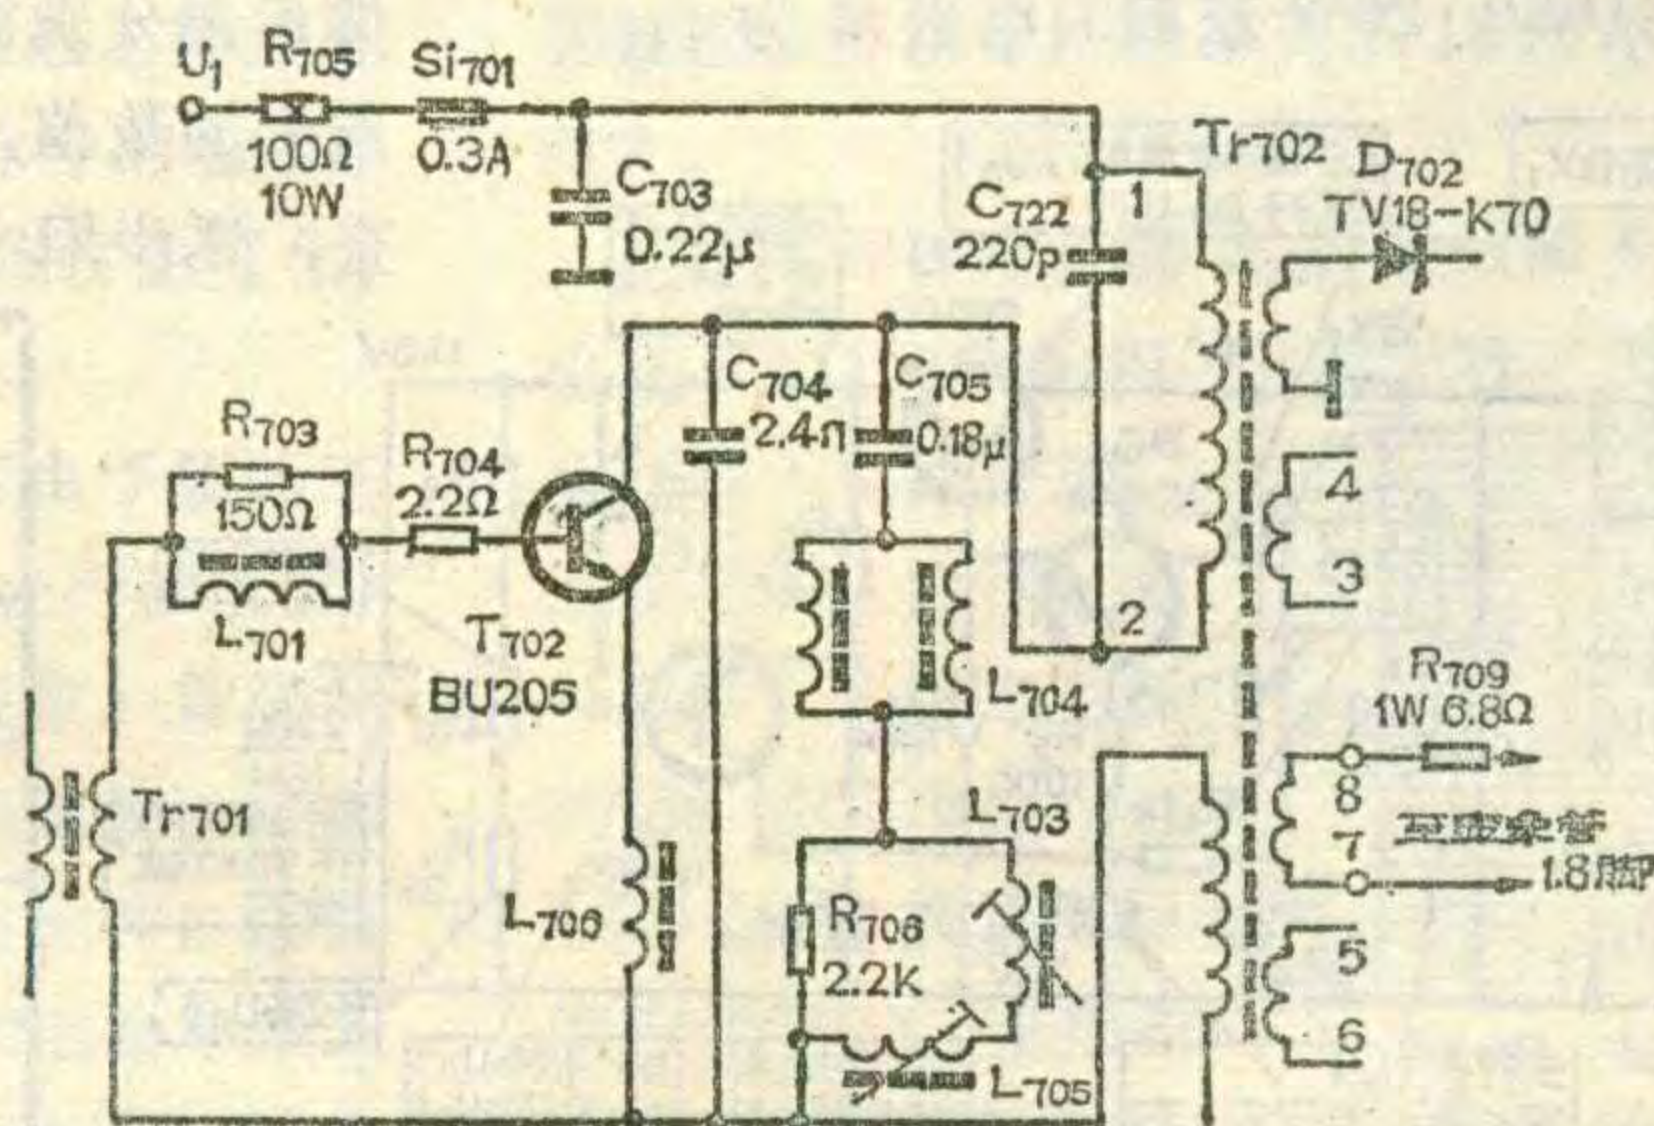 U₁ R705 Si701
100Ω 0.3A
10W
C703
0.22μ
C722
220p
1
2
Tr702
D702
TV18-K70
C704
2.4n
C705
0.18μ
R703
150Ω
L701
R704
2.2Ω
T702
BU205
L704
Tr701
L706
L703
R706
2.2K
L705
4
3
R709
1W 6.8Ω
8
7
1.8脚
5
6